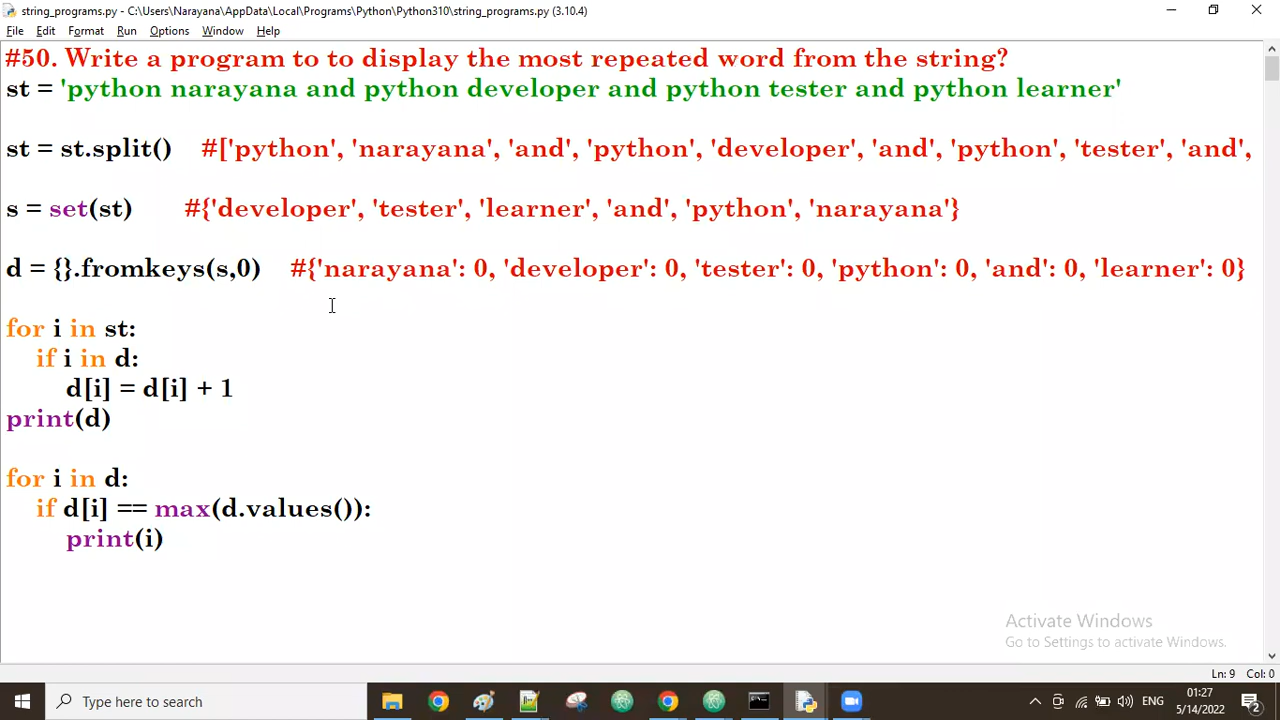 string_programs.py - C:\Users\Narayana\AppData\Local\Programs\Python\Python310\string_programs.py (3.10.4)
File Edit Format Run Options Window Help
#50. Write a program to to display the most repeated word from the string?
st = 'python narayana and python developer and python tester and python learner'
st = st.split() #['python', 'narayana', 'and', 'python', 'developer', 'and', 'python', 'tester', 'and',
s = set(st) #{'developer', 'tester', 'learner', 'and', 'python', 'narayana'}
d = {}.fromkeys(s,0) #{'narayana': 0, 'developer': 0, 'tester': 0, 'python': 0, 'and': 0, 'learner': 0}
for i in st:
if i in d:
d[i] = d[i] + 1
print(d)
for i in d:
if d[i] == max(d.values()):
print(i)
Activate Windows
Go to Settings to activate Windows.
Ln: 9 Col: 0
Type here to search
ENG
01:27
5/14/2022
2